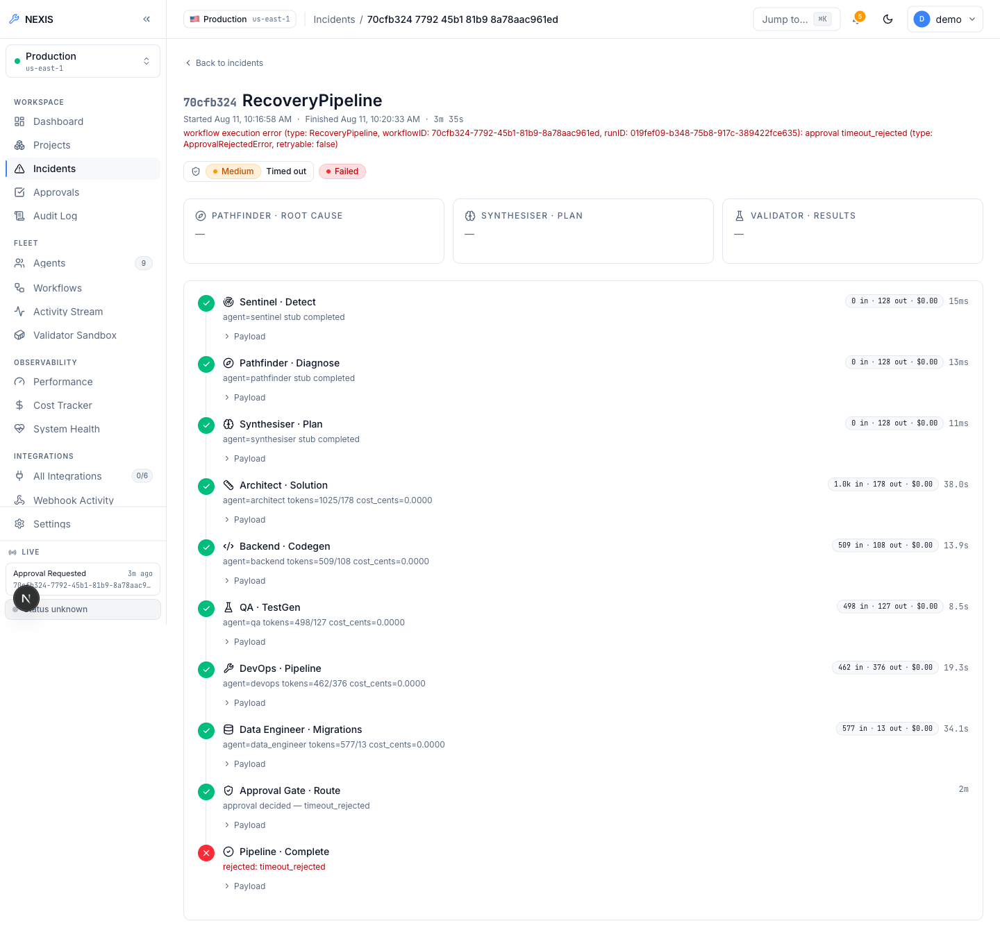 NEXIS
Production
us-east-1
WORKSPACE
Dashboard
Projects
Incidents
Approvals
Audit Log
FLEET
Agents 9
Workflows
Activity Stream
Validator Sandbox
OBSERVABILITY
Performance
Cost Tracker
System Health
INTEGRATIONS
All Integrations 0/6
Webhook Activity
Settings
LIVE
Approval Requested 3m ago
324-7792-45b1-81b9-8a78aac9…
unknown
Production us-east-1 Incidents / 70cfb324 7792 45b1 81b9 8a78aac961ed Jump to... ⌘K 5 D demo
Back to incidents
70cfb324 RecoveryPipeline
Started Aug 11, 10:16:58 AM · Finished Aug 11, 10:20:33 AM · 3m 35s
workflow execution error (type: RecoveryPipeline, workflowID: 70cfb324-7792-45b1-81b9-8a78aac961ed, runID: 019fef09-b348-75b8-917c-389422fce635): approval timeout_rejected (type:
ApprovalRejectedError, retryable: false)
Medium Timed out Failed
PATHFINDER · ROOT CAUSE
—
SYNTHESISER · PLAN
—
VALIDATOR · RESULTS
—
Sentinel · Detect 0 in · 128 out · $0.00 15ms
agent=sentinel stub completed
Payload
Pathfinder · Diagnose 0 in · 128 out · $0.00 13ms
agent=pathfinder stub completed
Payload
Synthesiser · Plan 0 in · 128 out · $0.00 11ms
agent=synthesiser stub completed
Payload
Architect · Solution 1.0k in · 178 out · $0.00 38.0s
agent=architect tokens=1025/178 cost_cents=0.0000
Payload
Backend · Codegen 509 in · 108 out · $0.00 13.9s
agent=backend tokens=509/108 cost_cents=0.0000
Payload
QA · TestGen 498 in · 127 out · $0.00 8.5s
agent=qa tokens=498/127 cost_cents=0.0000
Payload
DevOps · Pipeline 462 in · 376 out · $0.00 19.3s
agent=devops tokens=462/376 cost_cents=0.0000
Payload
Data Engineer · Migrations 577 in · 13 out · $0.00 34.1s
agent=data_engineer tokens=577/13 cost_cents=0.0000
Payload
Approval Gate · Route 2m
approval decided — timeout_rejected
Payload
Pipeline · Complete
rejected: timeout_rejected
Payload